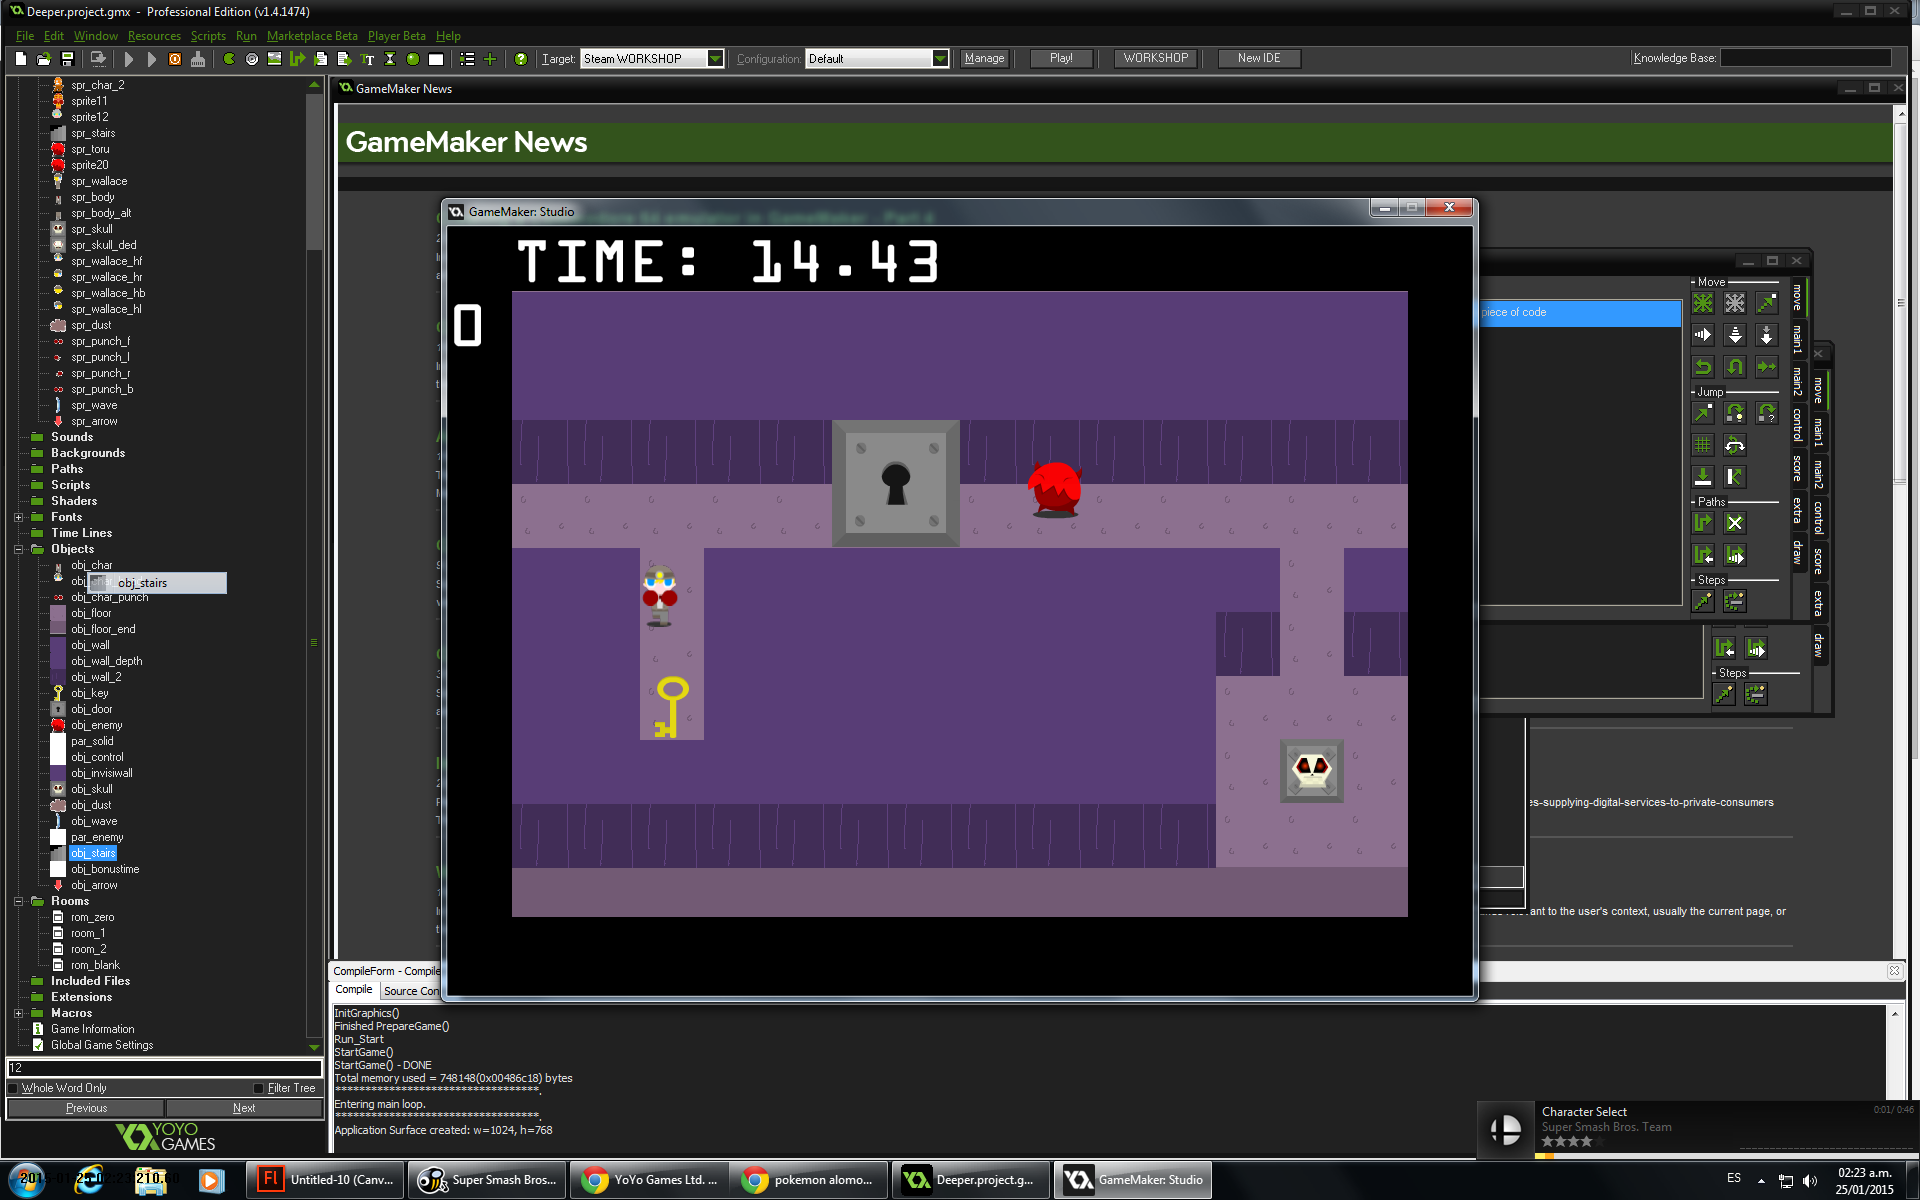 Deeper.project.gmx - Professional Edition (v1.4.1474)
File Edit Window Resources Scripts Run Marketplace Beta Player Beta Help
Target: Steam WORKSHOP Configuration: Default Manage Play! WORKSHOP New IDE Knowledge Base:
spr_char_2
sprite11
sprite12
spr_stairs
spr_toru
sprite20
spr_wallace
spr_body
spr_body_alt
spr_skull
spr_skull_ded
spr_wallace_hf
spr_wallace_hr
spr_wallace_hb
spr_wallace_hl
spr_dust
spr_punch_f
spr_punch_l
spr_punch_r
spr_punch_b
spr_wave
spr_arrow
Sounds
Backgrounds
Paths
Scripts
Shaders
Fonts
Time Lines
Objects
obj_char
obj_stairs
obj_char_punch
obj_floor
obj_floor_end
obj_wall
obj_wall_depth
obj_wall_2
obj_key
obj_door
obj_enemy
par_solid
obj_control
obj_invisiwall
obj_skull
obj_dust
obj_wave
par_enemy
obj_stairs
obj_bonustime
obj_arrow
Rooms
rom_zero
room_1
room_2
rom_blank
Included Files
Extensions
Macros
Game Information
Global Game Settings
12
Whole Word Only Filter Tree
Previous Next
YOYO
GAMES
GameMaker News
GameMaker News
GameMaker: Studio
TIME: 14.43
0
piece of code
Move
Jump
Paths
Steps
move
main1
main2
control
score
extra
draw
Steps
move
main1
main2
control
score
extra
draw
es-supplying-digital-services-to-private-consumers
to the user's context, usually the current page, or
CompileForm - Compile
Compile Source Con
InitGraphics()
Finished PrepareGame()
Run_Start
StartGame()
StartGame() - DONE
Total memory used = 748148(0x00486c18) bytes
***********************************.
Entering main loop.
***********************************.
Application Surface created: w=1024, h=768
Character Select 0:01/ 0:46
Super Smash Bros. Team
Untitled-10 (Canv...
Super Smash Bros...
YoYo Games Ltd. ...
pokemon alomo...
Deeper.project.g...
GameMaker: Studio
ES
02:23 a.m.
25/01/2015